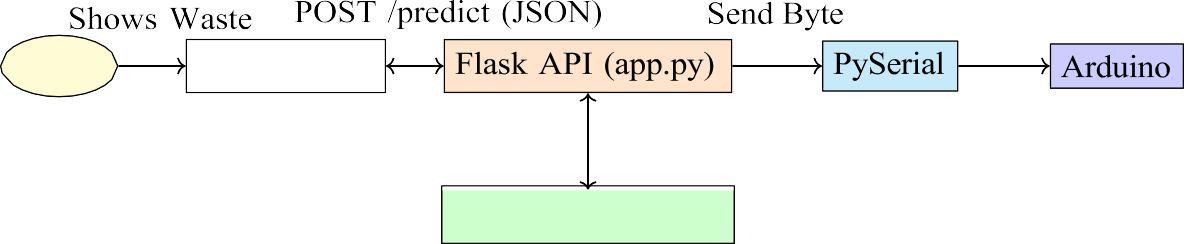 Shows Waste
POST /predict (JSON)
Send Byte
Flask API (app.py)
PySerial
Arduino